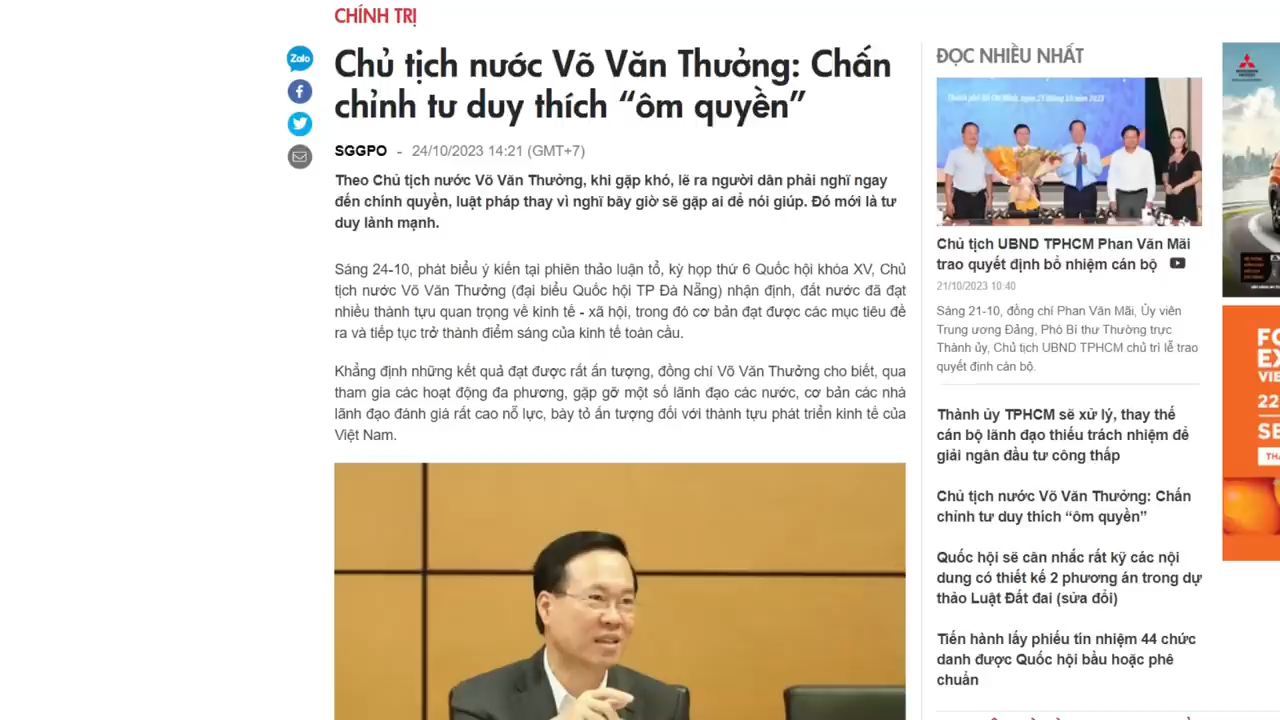 CHÍNH TRỊ
Zalo
Chủ tịch nước Võ Văn Thưởng: Chấn
chỉnh tư duy thích “ôm quyền”
SGGPO - 24/10/2023 14:21 (GMT+7)
Theo Chủ tịch nước Võ Văn Thưởng, khi gặp khó, lẽ ra người dân phải nghĩ ngay
đến chính quyền, luật pháp thay vì nghĩ bây giờ sẽ gặp ai để nói giúp. Đó mới là tư
duy lành mạnh.
Sáng 24-10, phát biểu ý kiến tại phiên thảo luận tổ, kỳ họp thứ 6 Quốc hội khóa XV, Chủ
tịch nước Võ Văn Thưởng (đại biểu Quốc hội TP Đà Nẵng) nhận định, đất nước đã đạt
nhiều thành tựu quan trọng về kinh tế - xã hội, trong đó cơ bản đạt được các mục tiêu đề
ra và tiếp tục trở thành điểm sáng của kinh tế toàn cầu.
Khẳng định những kết quả đạt được rất ấn tượng, đồng chí Võ Văn Thưởng cho biết, qua
tham gia các hoạt động đa phương, gặp gỡ một số lãnh đạo các nước, cơ bản các nhà
lãnh đạo đánh giá rất cao nỗ lực, bày tỏ ấn tượng đối với thành tựu phát triển kinh tế của
Việt Nam.
ĐỌC NHIỀU NHẤT
Thành phố Hồ Chí Minh, ngày 21 tháng 10 năm 2023
Chủ tịch UBND TPHCM Phan Văn Mãi
trao quyết định bổ nhiệm cán bộ
21/10/2023 10:40
Sáng 21-10, đồng chí Phan Văn Mãi, Ủy viên
Trung ương Đảng, Phó Bí thư Thường trực
Thành ủy, Chủ tịch UBND TPHCM chủ trì lễ trao
quyết định cán bộ.
Thành ủy TPHCM sẽ xử lý, thay thế
cán bộ lãnh đạo thiếu trách nhiệm để
giải ngân đầu tư công thấp
Chủ tịch nước Võ Văn Thưởng: Chấn
chỉnh tư duy thích “ôm quyền”
Quốc hội sẽ cân nhắc rất kỹ các nội
dung có thiết kế 2 phương án trong dự
thảo Luật Đất đai (sửa đổi)
Tiến hành lấy phiếu tín nhiệm 44 chức
danh được Quốc hội bầu hoặc phê
chuẩn
FO
EX
VIE
22
SE